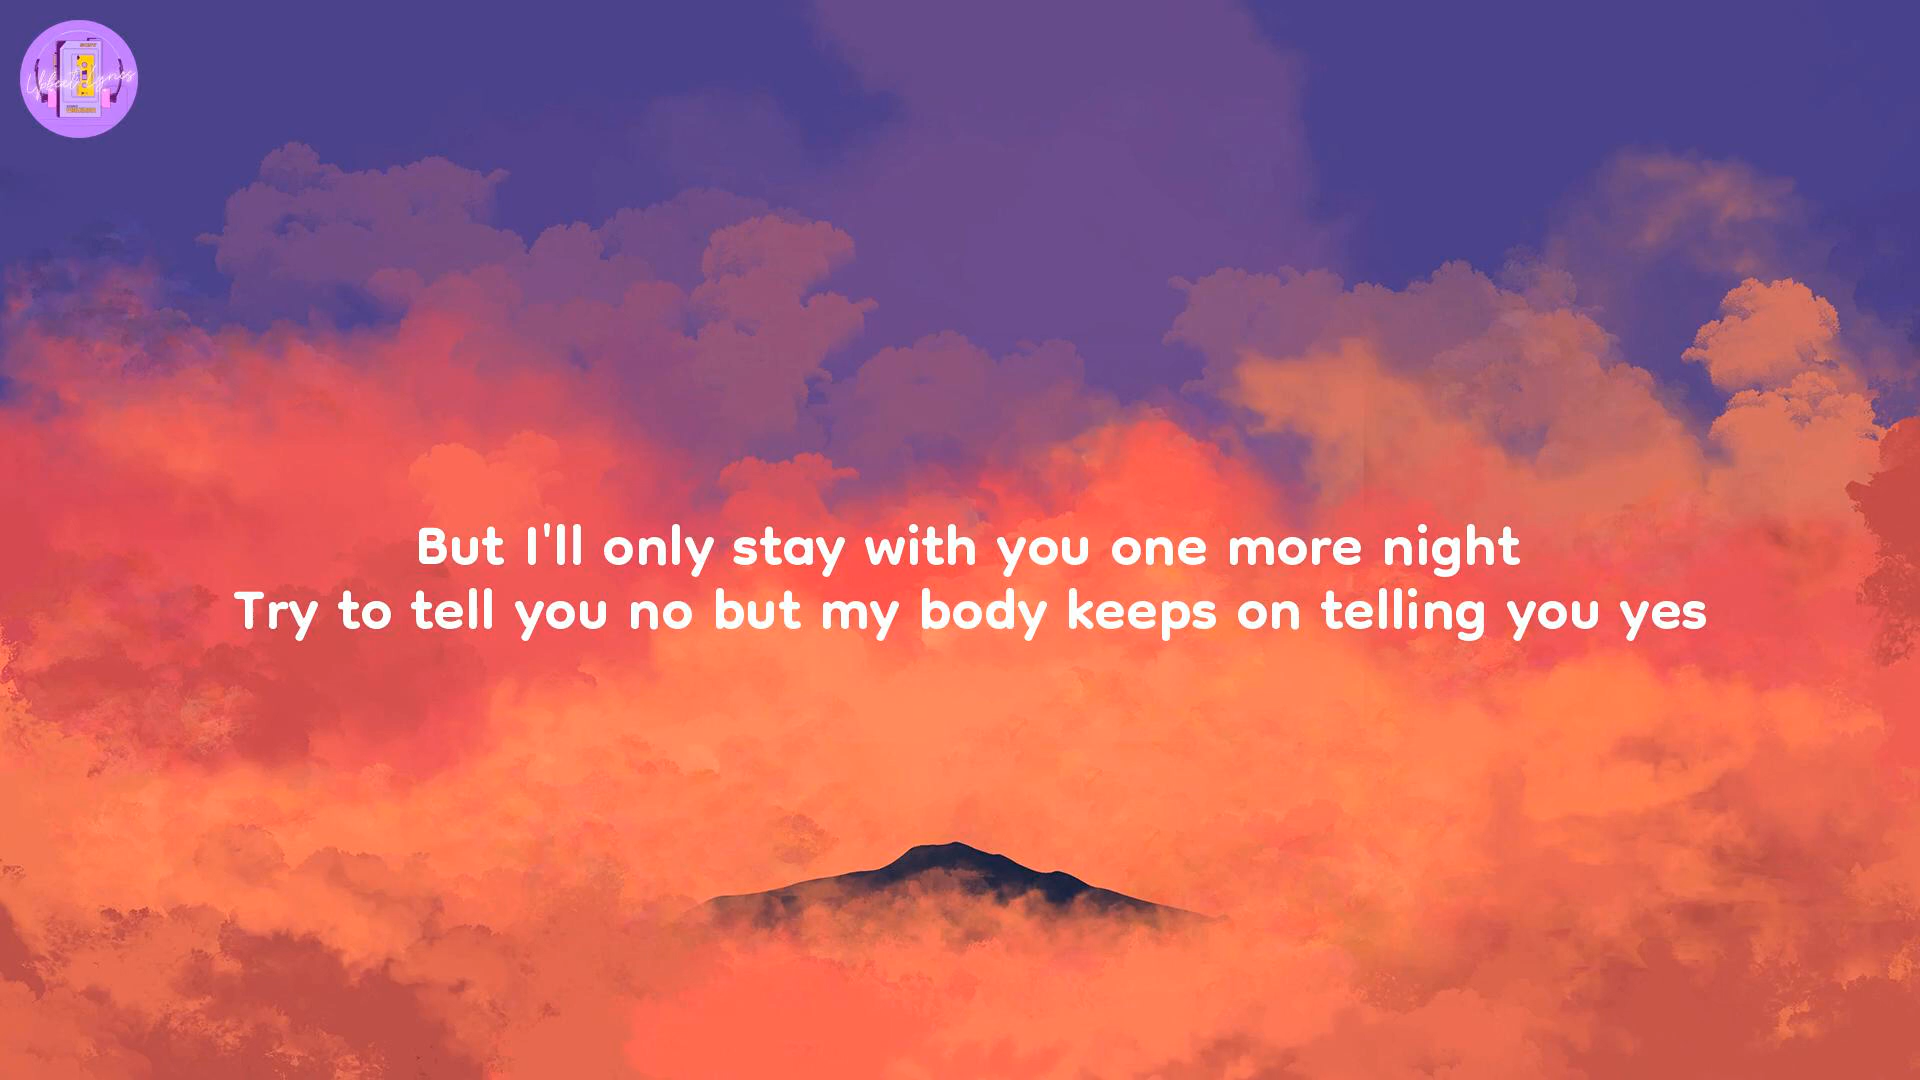 But I'll only stay with you one more night
Try to tell you no but my body keeps on telling you yes